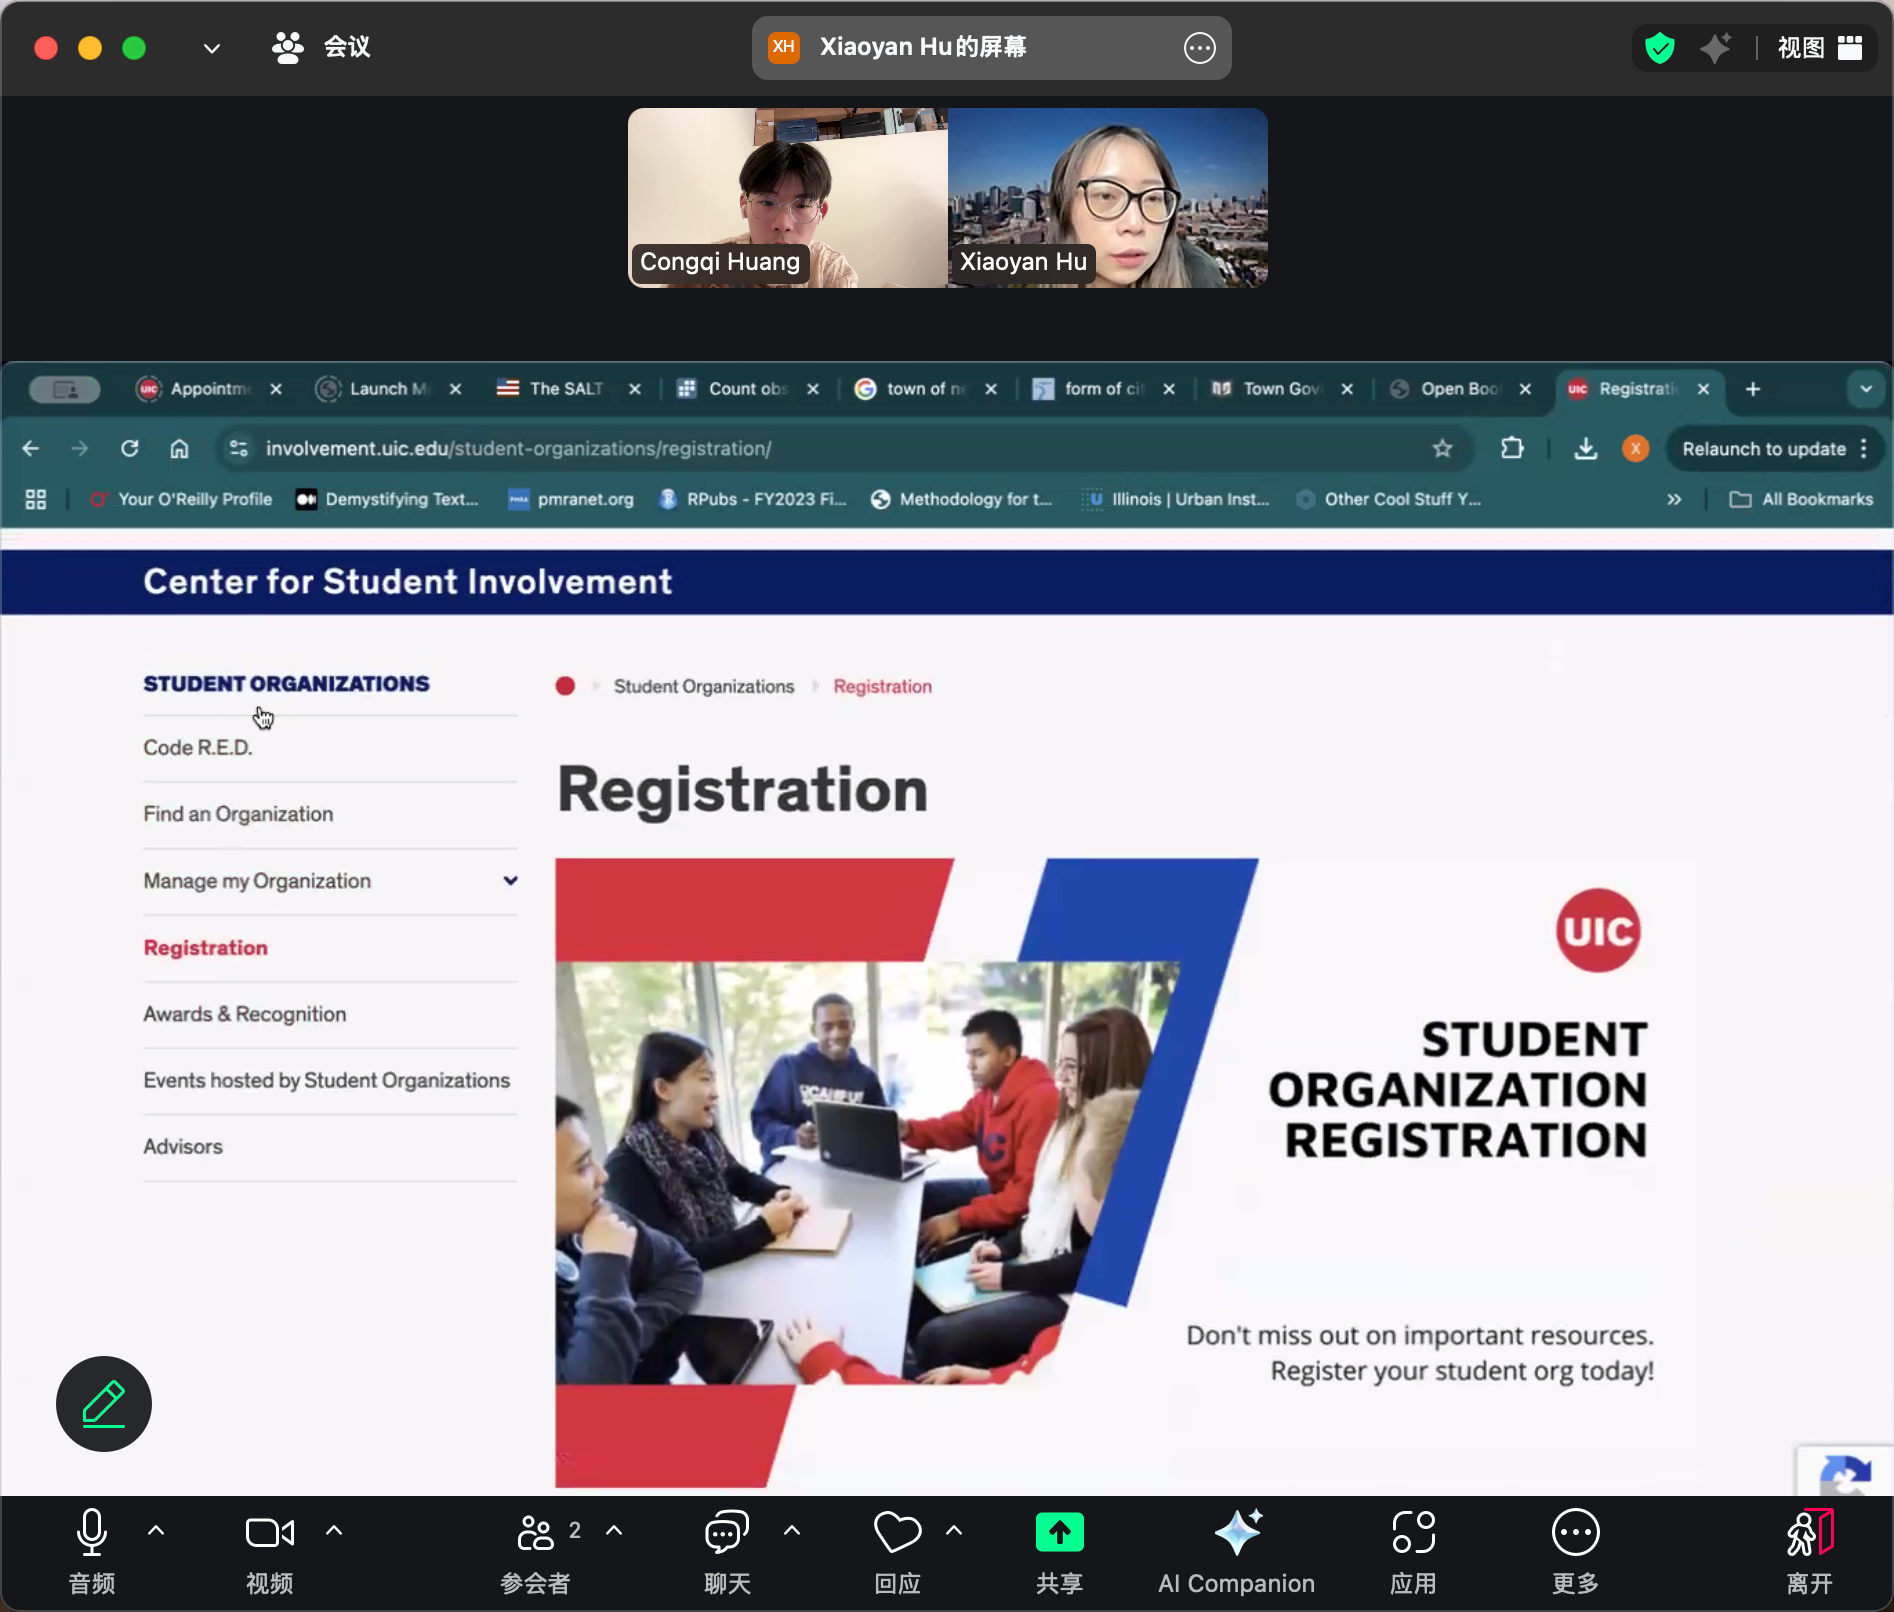 会议
XH Xiaoyan Hu的屏幕
视图
Congqi Huang
Xiaoyan Hu
UIC Appointm
Launch M
The SALT
Count obs
town of ne
form of cit
Town Gov
Open Boo
UIC Registrati
involvement.uic.edu/student-organizations/registration/
X
Relaunch to update
Your O'Reilly Profile
Demystifying Text...
pmranet.org
RPubs - FY2023 Fi...
Methodology for t...
Illinois | Urban Inst...
Other Cool Stuff Y...
All Bookmarks
Center for Student Involvement
STUDENT ORGANIZATIONS
Code R.E.D.
Find an Organization
Manage my Organization
Registration
Awards & Recognition
Events hosted by Student Organizations
Advisors
Student Organizations
Registration
Registration
UIC
STUDENT
ORGANIZATION
REGISTRATION
Don't miss out on important resources.
Register your student org today!
音频
视频
2
参会者
聊天
回应
共享
AI Companion
应用
更多
离开